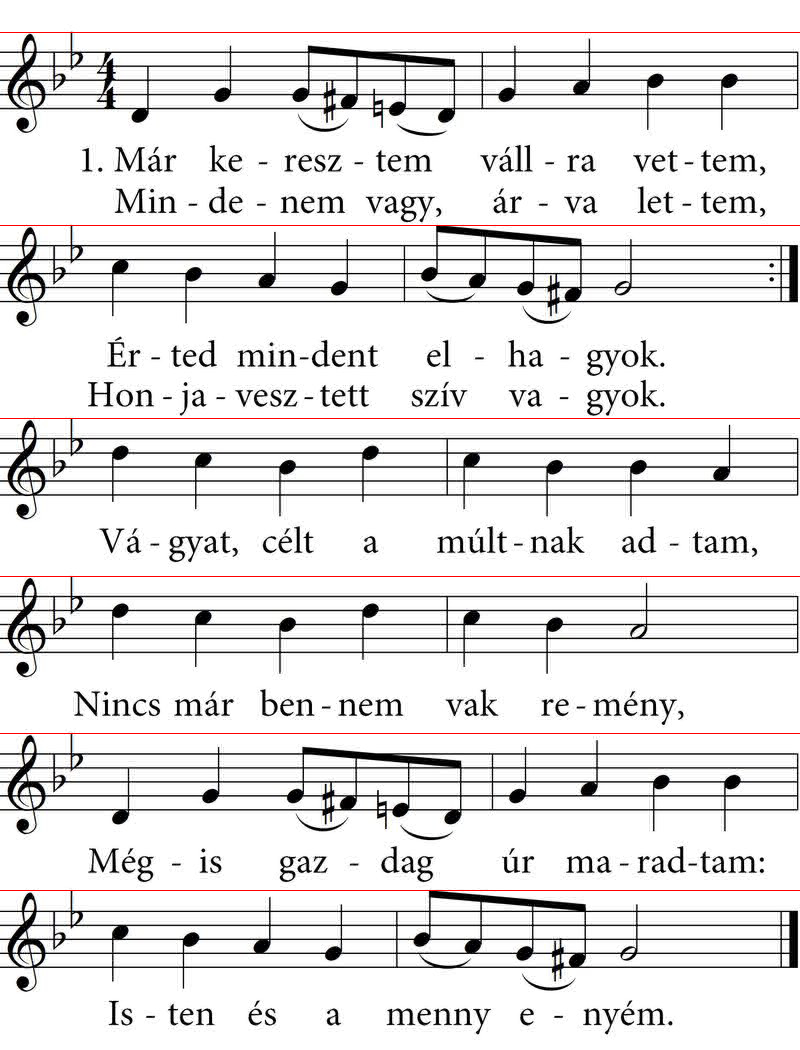 4
4
1. Már ke - resz - tem váll - ra vet - tem,
Min - de - nem vagy, ár - va let - tem,
Ér - ted min - dent el - ha - gyok.
Hon - ja - vesz - tett szív va - gyok.
Vá - gyat, célt a múlt - nak ad - tam,
Nincs már ben - nem vak re - mény,
Még - is gaz - dag úr ma - rad - tam:
Is - ten és a menny e - nyém.